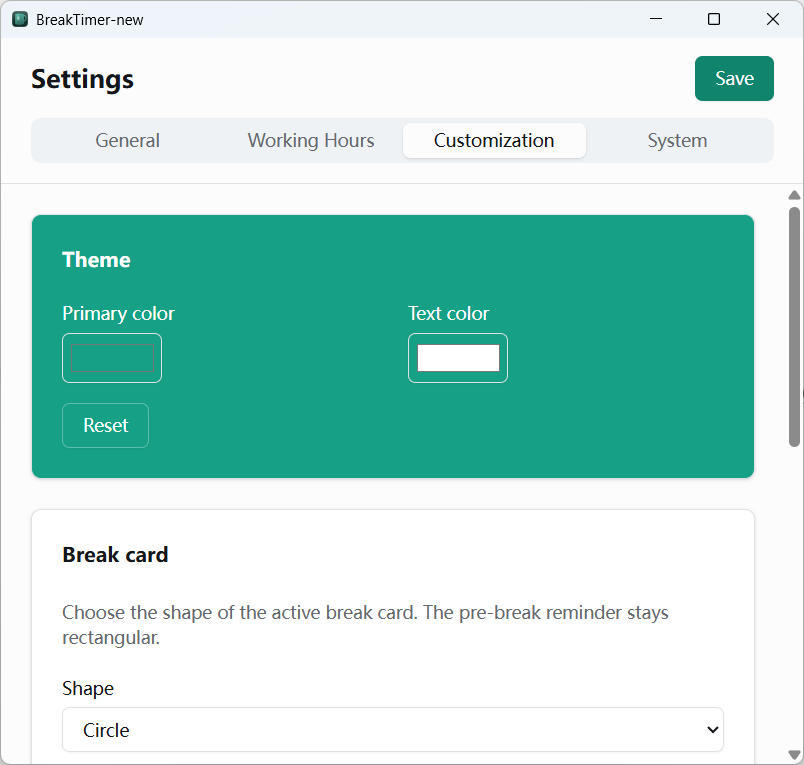 BreakTimer-new
Settings
Save
General
Working Hours
Customization
System
Theme
Primary color
Text color
Reset
Break card
Choose the shape of the active break card. The pre-break reminder stays
rectangular.
Shape
Circle